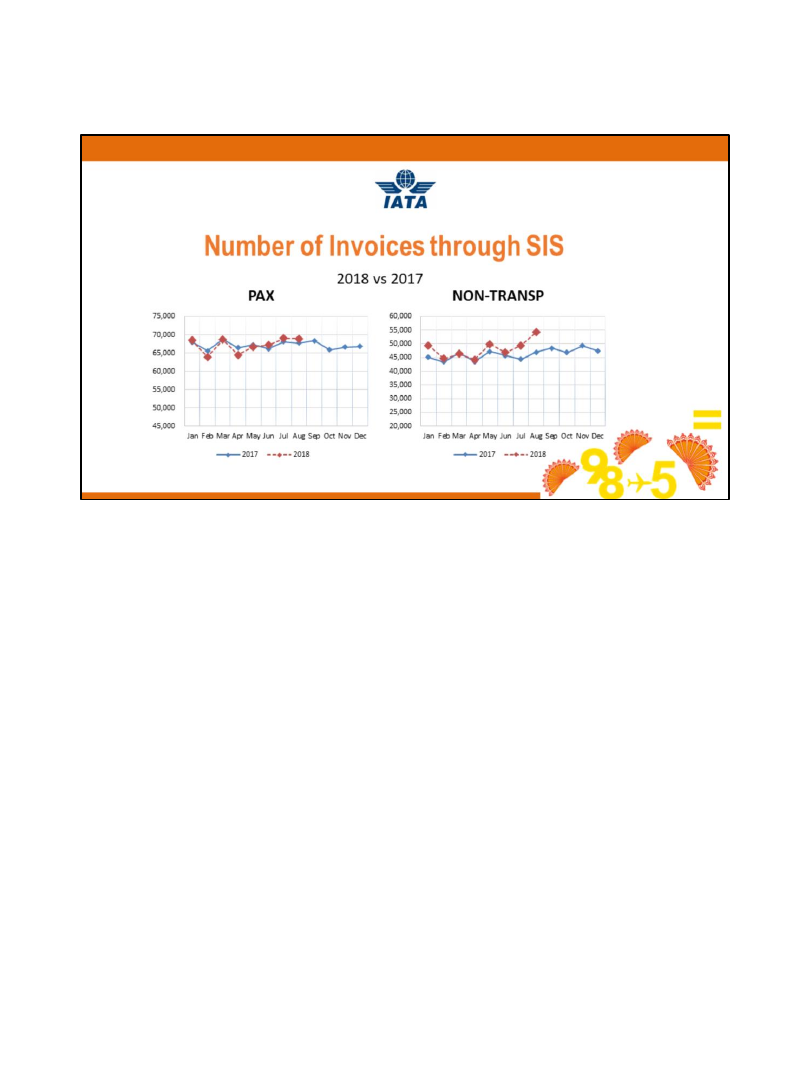 IATA
Number of Invoices through SIS
2018 vs 2017
PAX
75,000
70,000
65,000
60,000
55,000
50,000
45,000
Jan Feb Mar Apr May Jun Jul Aug Sep Oct Nov Dec
2017 2018
NON-TRANSP
60,000
55,000
50,000
45,000
40,000
35,000
30,000
25,000
20,000
Jan Feb Mar Apr May Jun Jul Aug Sep Oct Nov Dec
2017 2018
=
98 5